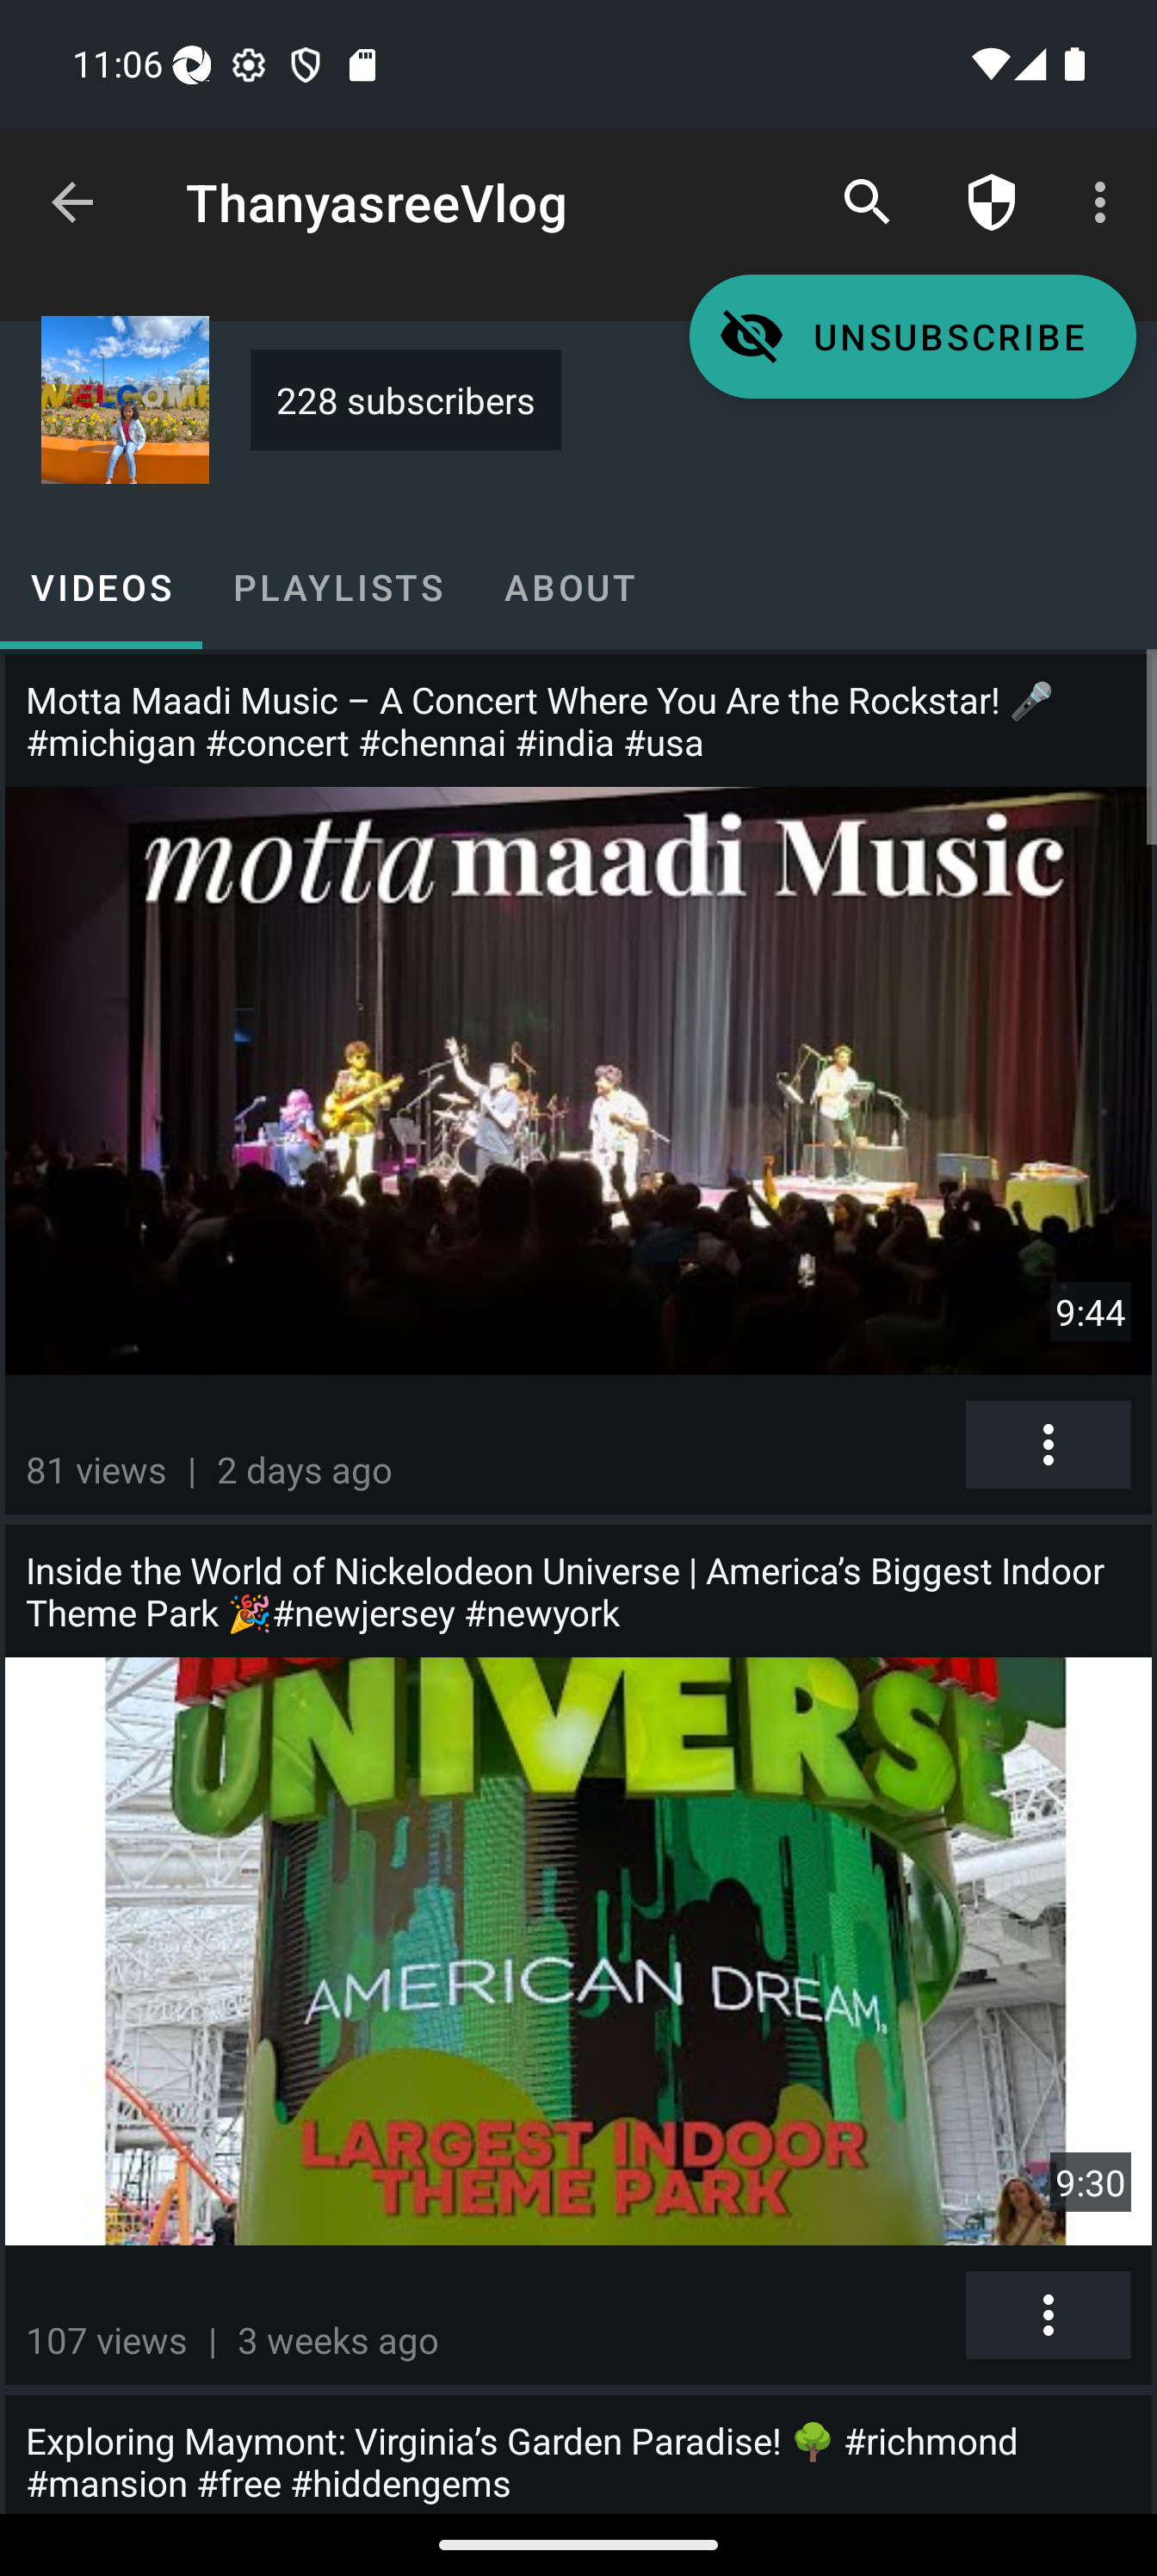 11:06
ThanyasreeVlog
UNSUBSCRIBE
WELCOME
228 subscribers
VIDEOS PLAYLISTS ABOUT
Motta Maadi Music – A Concert Where You Are the Rockstar! 🎤
#michigan #concert #chennai #india #usa
motta maadi Music
9:44
81 views | 2 days ago
Inside the World of Nickelodeon Universe | America’s Biggest Indoor
Theme Park 🎉#newjersey #newyork
UNIVERSE
AMERICAN DREAM
LARGEST INDOOR
THEME PARK
9:30
107 views | 3 weeks ago
Exploring Maymont: Virginia’s Garden Paradise! 🌳 #richmond
#mansion #free #hiddengems